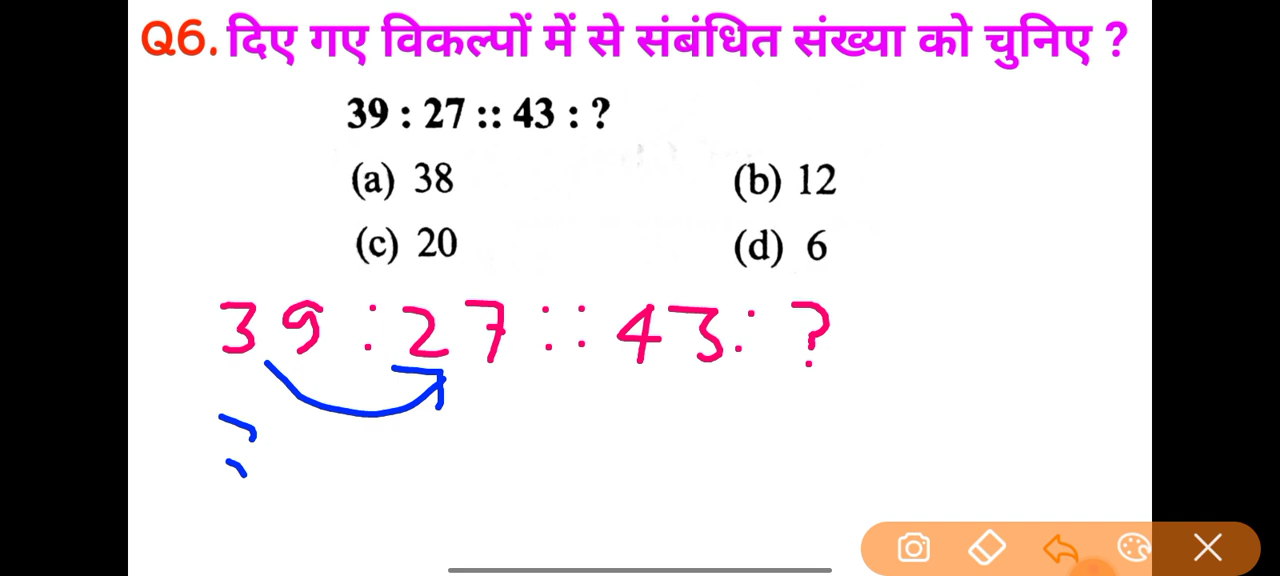 Q6. दिए गए विकल्पों में से संबंधित संख्या को चुनिए ?
39 : 27 :: 43 : ?
(a) 38 (b) 12
(c) 20 (d) 6
39 : 27 :: 43 : ?